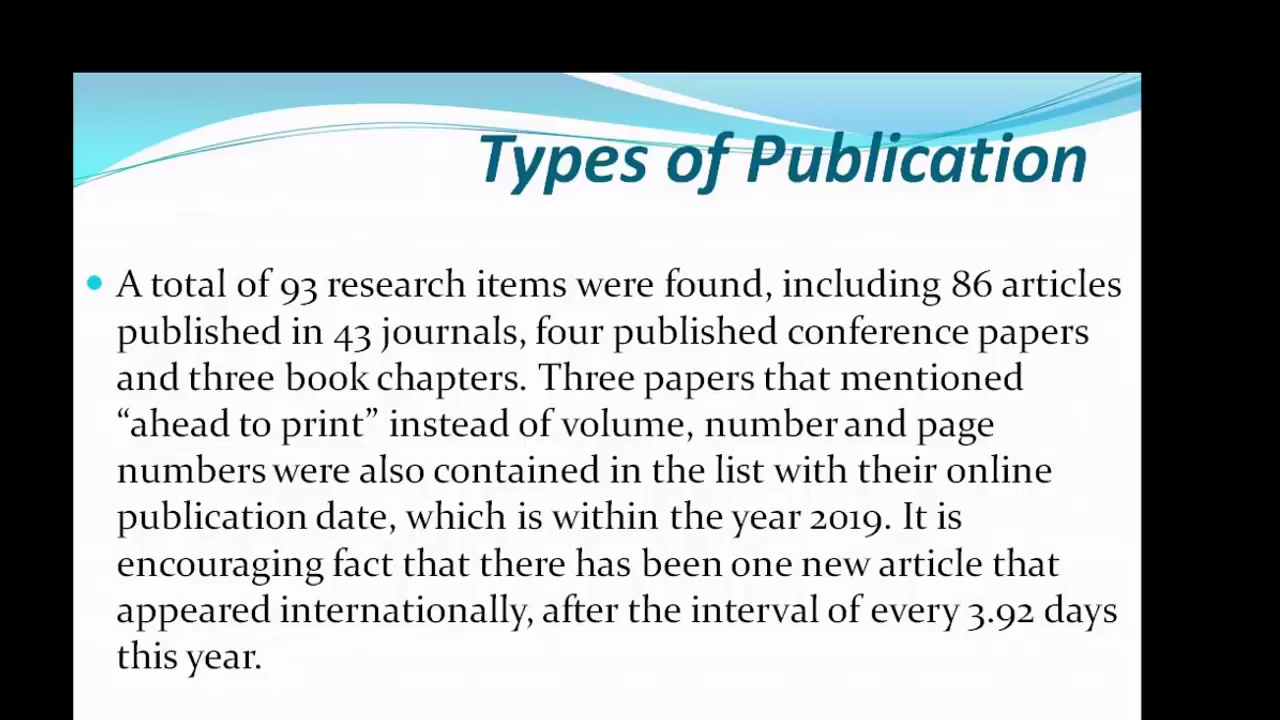 Types of Publication
• A total of 93 research items were found, including 86 articles
published in 43 journals, four published conference papers
and three book chapters. Three papers that mentioned
“ahead to print” instead of volume, number and page
numbers were also contained in the list with their online
publication date, which is within the year 2019. It is
encouraging fact that there has been one new article that
appeared internationally, after the interval of every 3.92 days
this year.